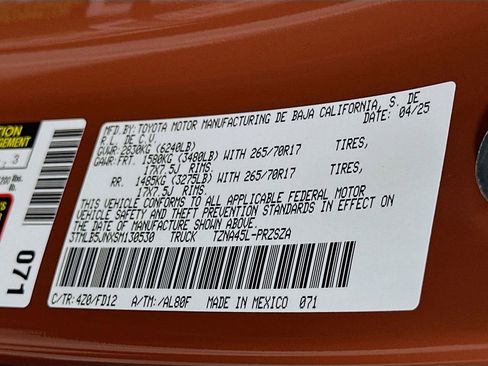 MFD.BY: TOYOTA MOTOR MANUFACTURING DE BAJA CALIFORNIA, S. DE
R.L. DE C.V. DATE: 04/25
GVWR: 2830KG (6240LB)
GAWR: FRT. 1580KG (3480LB) WITH 265/70R17 TIRES,
17X7.5J RIMS.
RR. 1485KG (3275LB) WITH 265/70R17 TIRES,
17X7.5J RIMS.
THIS VEHICLE CONFORMS TO ALL APPLICABLE FEDERAL MOTOR
VEHICLE SAFETY AND THEFT PREVENTION STANDARDS IN EFFECT ON
THE DATE OF MANUFACTURE SHOWN ABOVE
3TMLB5JNXSM130530 TRUCK TZNA45L-PRZSZA
C/TR: 4Z0/FD12 A/TM: /AL80F MADE IN MEXICO 071
071